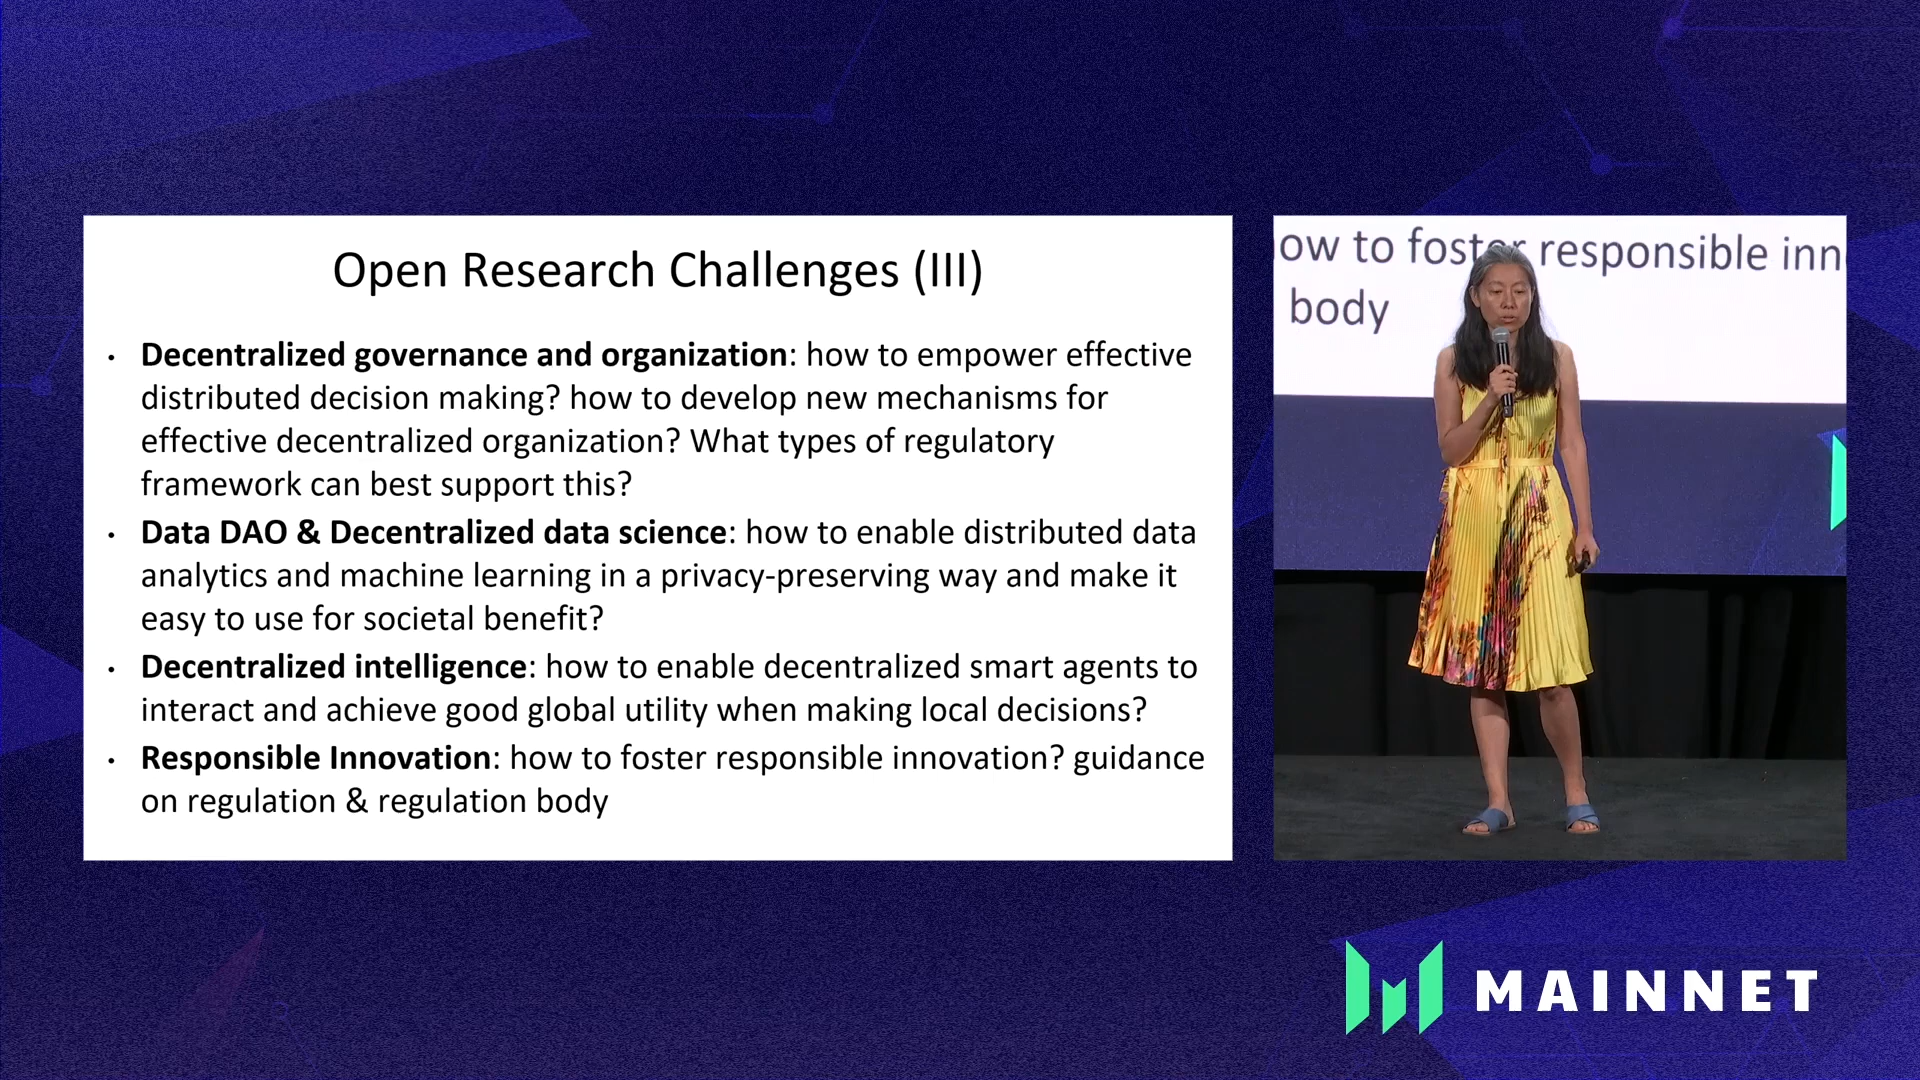 Open Research Challenges (III)
• Decentralized governance and organization: how to empower effective
distributed decision making? how to develop new mechanisms for
effective decentralized organization? What types of regulatory
framework can best support this?
• Data DAO & Decentralized data science: how to enable distributed data
analytics and machine learning in a privacy-preserving way and make it
easy to use for societal benefit?
• Decentralized intelligence: how to enable decentralized smart agents to
interact and achieve good global utility when making local decisions?
• Responsible Innovation: how to foster responsible innovation? guidance
on regulation & regulation body
ow to foster responsible inn
body
MAINNET